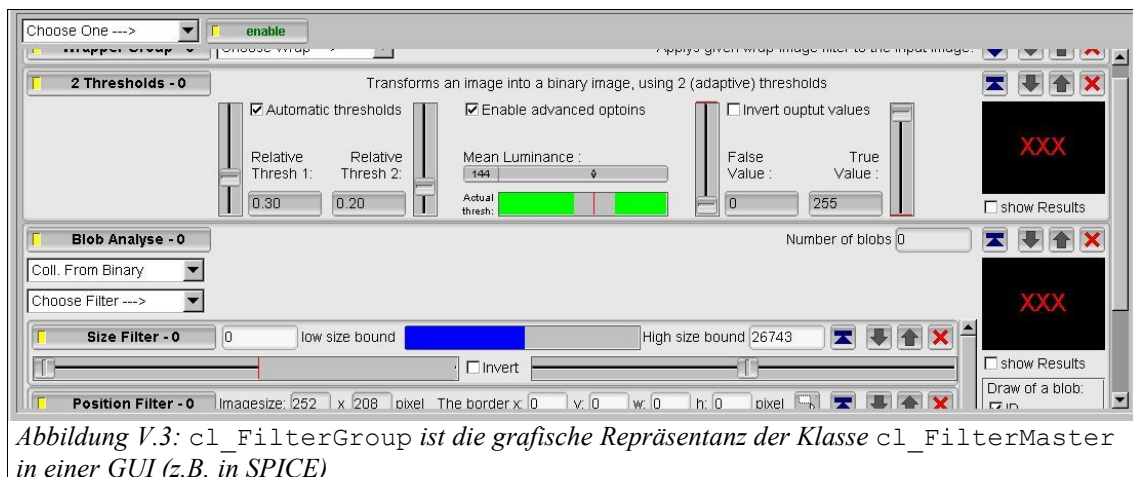 Choose One ---> enable
Wrapper Group - 0 Choose Wrap --> Applys given wrap image filter to the input image.
2 Thresholds - 0 Transforms an image into a binary image, using 2 (adaptive) thresholds
Automatic thresholds Enable advanced optoins Invert ouptut values
XXX
Relative Relative Mean Luminance : False True
Thresh 1: Thresh 2: 144 Value : Value :
0.30 0.20 Actual thresh: 0 255
show Results
Blob Analyse - 0 Number of blobs 0
Coll. From Binary
Choose Filter --->
XXX
Size Filter - 0 0 low size bound High size bound 26743
Invert
show Results
Draw of a blob:
Position Filter - 0 Imagesize: 252 x 208 pixel The border x: 0 y: 0 w: 0 h: 0 pixel
ID
Abbildung V.3: cl_FilterGroup ist die grafische Repräsentanz der Klasse cl_FilterMaster
in einer GUI (z.B. in SPICE)